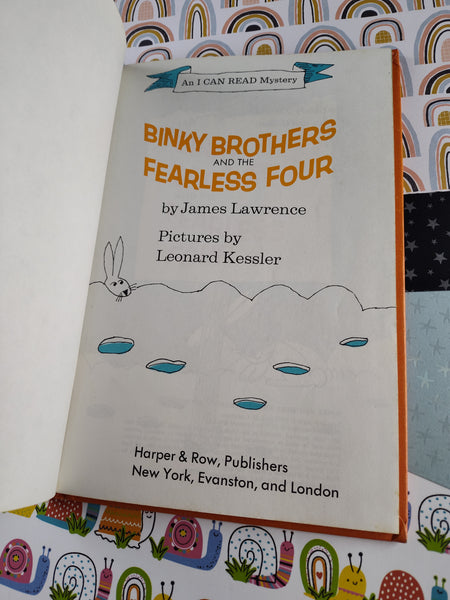 An I CAN READ Mystery
BINKY BROTHERS
AND THE
FEARLESS FOUR
by James Lawrence
Pictures by
Leonard Kessler
Harper & Row, Publishers
New York, Evanston, and London